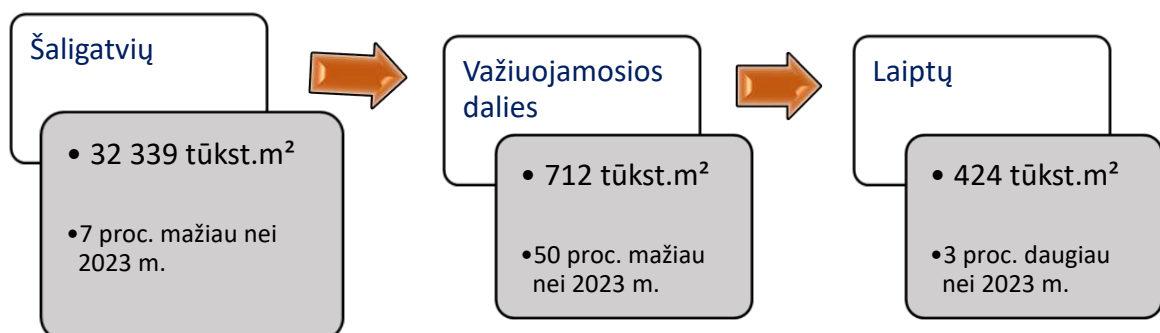 Šaligatvių
• 32 339 tūkst.m²
•7 proc. mažiau nei
2023 m.
Važiuojamosios
dalies
• 712 tūkst.m²
•50 proc. mažiau
nei 2023 m.
Laiptų
• 424 tūkst.m²
•3 proc. daugiau
nei 2023 m.